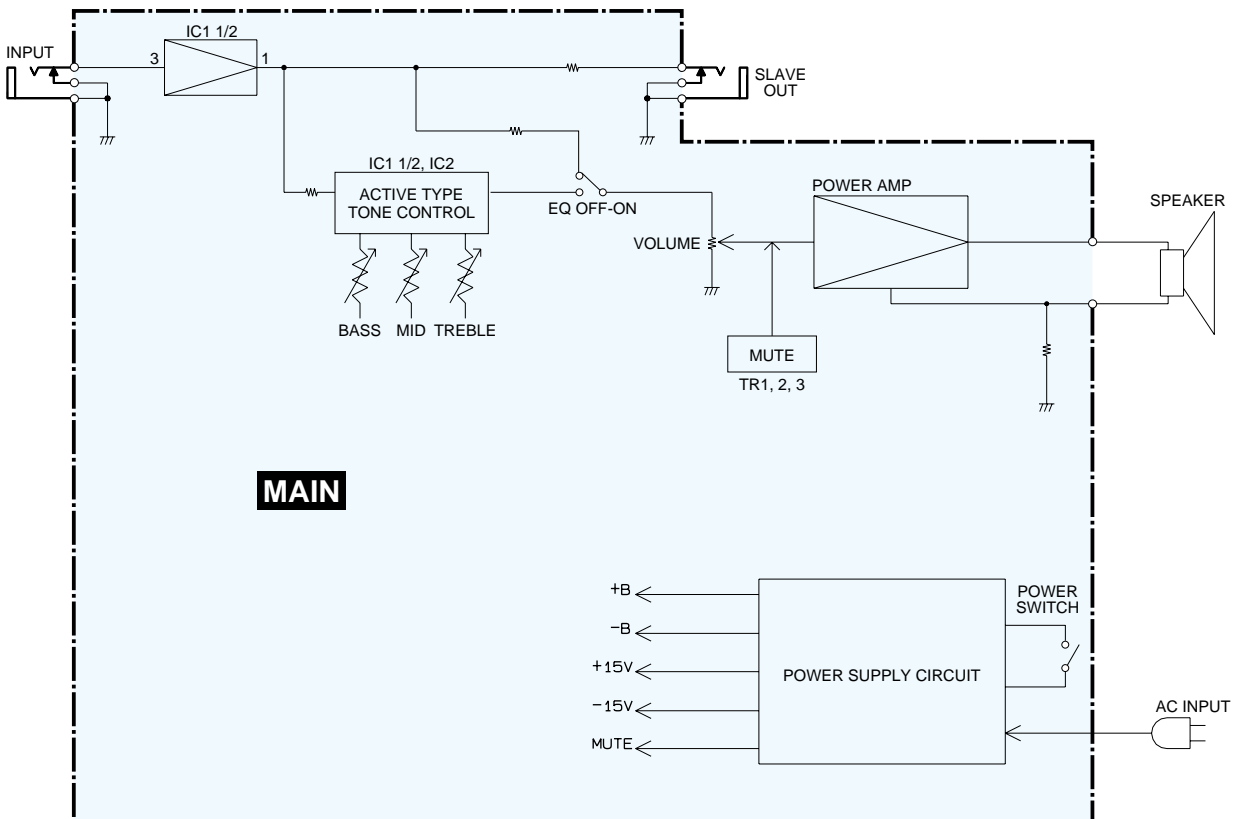 IC1 1/2
INPUT
3
1
SLAVE
OUT
IC1 1/2, IC2
ACTIVE TYPE
TONE CONTROL
EQ OFF-ON
BASS MID TREBLE
VOLUME
POWER AMP
SPEAKER
MUTE
TR1, 2, 3
MAIN
+B
-B
+15V
-15V
MUTE
POWER SUPPLY CIRCUIT
POWER
SWITCH
AC INPUT